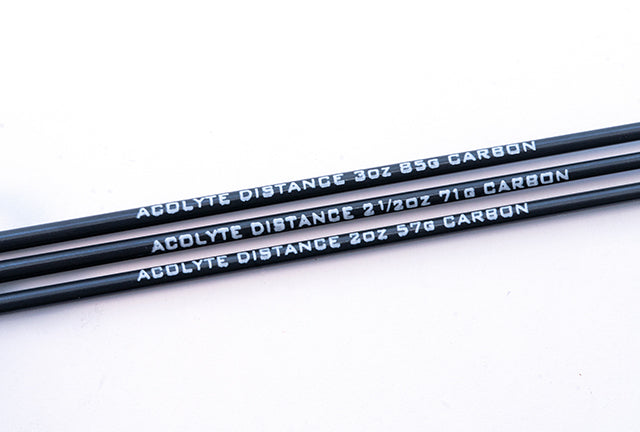 ACOLYTE DISTANCE 3OZ 85G CARBON
ACOLYTE DISTANCE 2 1/2OZ 71G CARBON
ACOLYTE DISTANCE 2OZ 57G CARBON